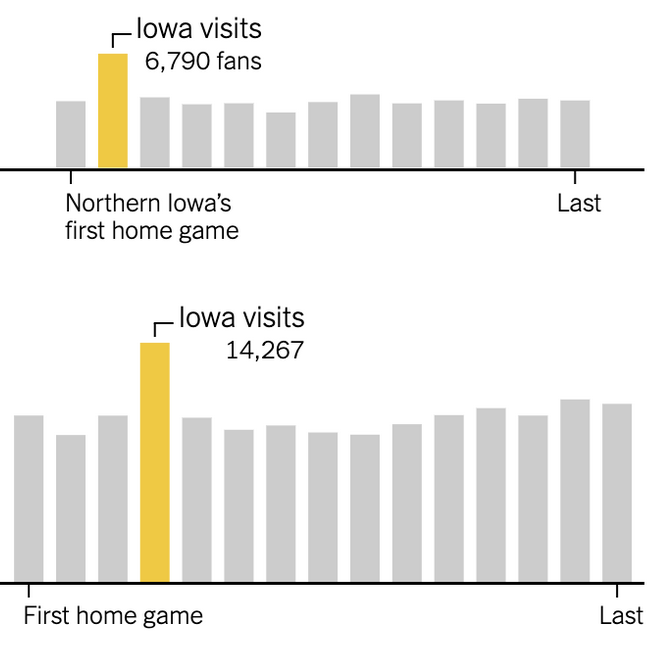 Iowa visits
6,790 fans
Northern Iowa’s
first home game
Last
Iowa visits
14,267
First home game
Last